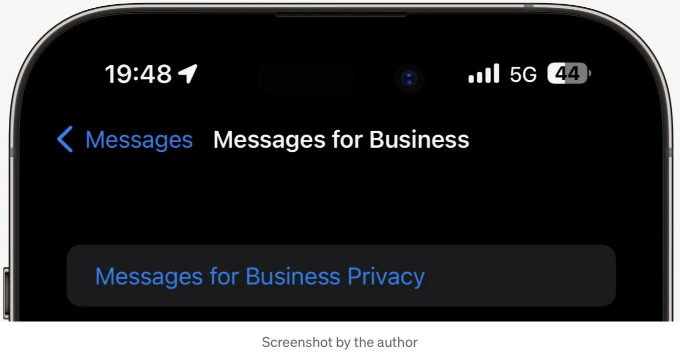 19:48 5G 44
Messages Messages for Business
Messages for Business Privacy
Screenshot by the author